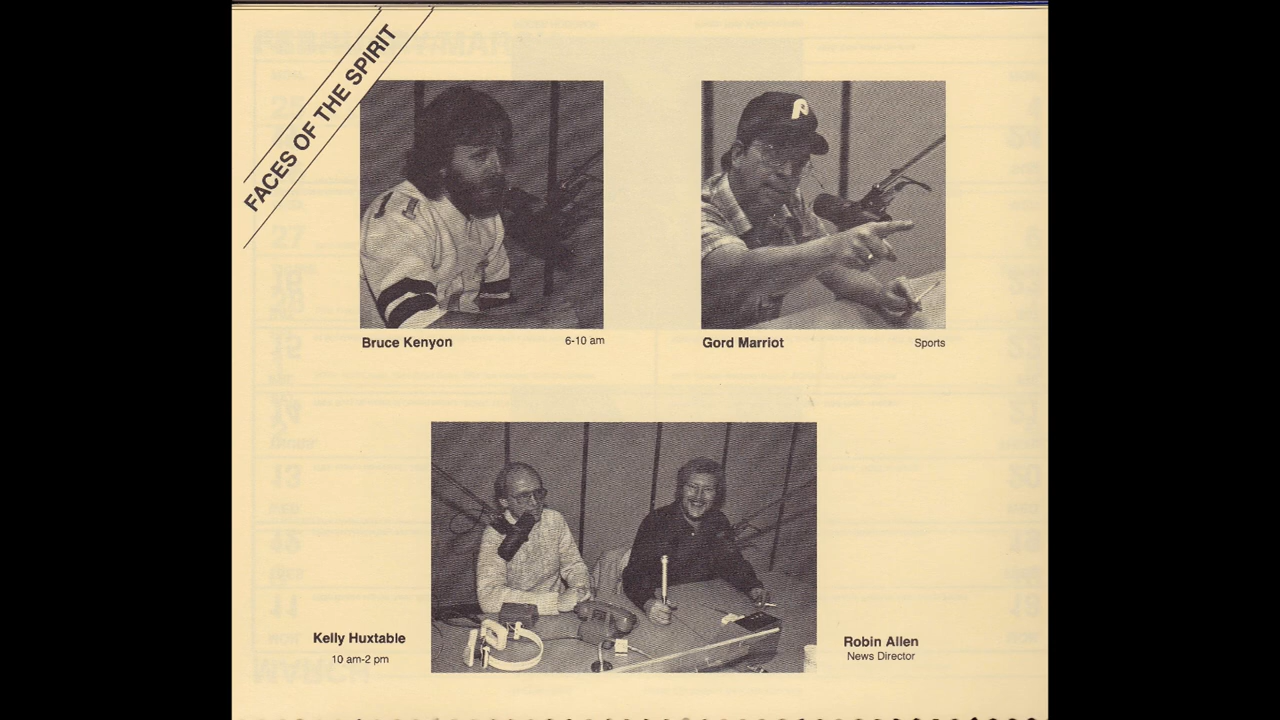 FACES OF THE SPIRIT
Bruce Kenyon
6-10 am
Gord Marriot
Sports
Kelly Huxtable
10 am-2 pm
Robin Allen
News Director